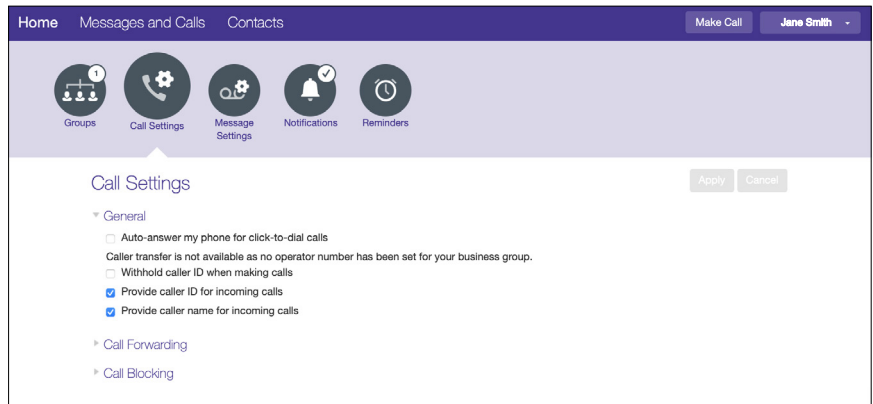 Home Messages and Calls Contacts Make Call Jane Smith
1
Groups Call Settings Message Settings Notifications Reminders
Call Settings Apply Cancel
General
Auto-answer my phone for click-to-dial calls
Caller transfer is not available as no operator number has been set for your business group.
Withhold caller ID when making calls
Provide caller ID for incoming calls
Provide caller name for incoming calls
Call Forwarding
Call Blocking